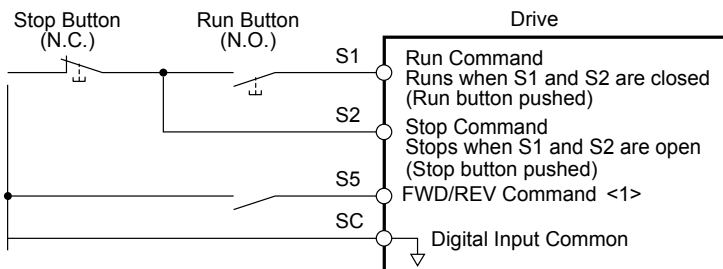 Stop Button
(N.C.)
Run Button
(N.O.)
Drive
S1
Run Command
Runs when S1 and S2 are closed
(Run button pushed)
S2
Stop Command
Stops when S1 and S2 are open
(Stop button pushed)
S5
FWD/REV Command <1>
SC
Digital Input Common